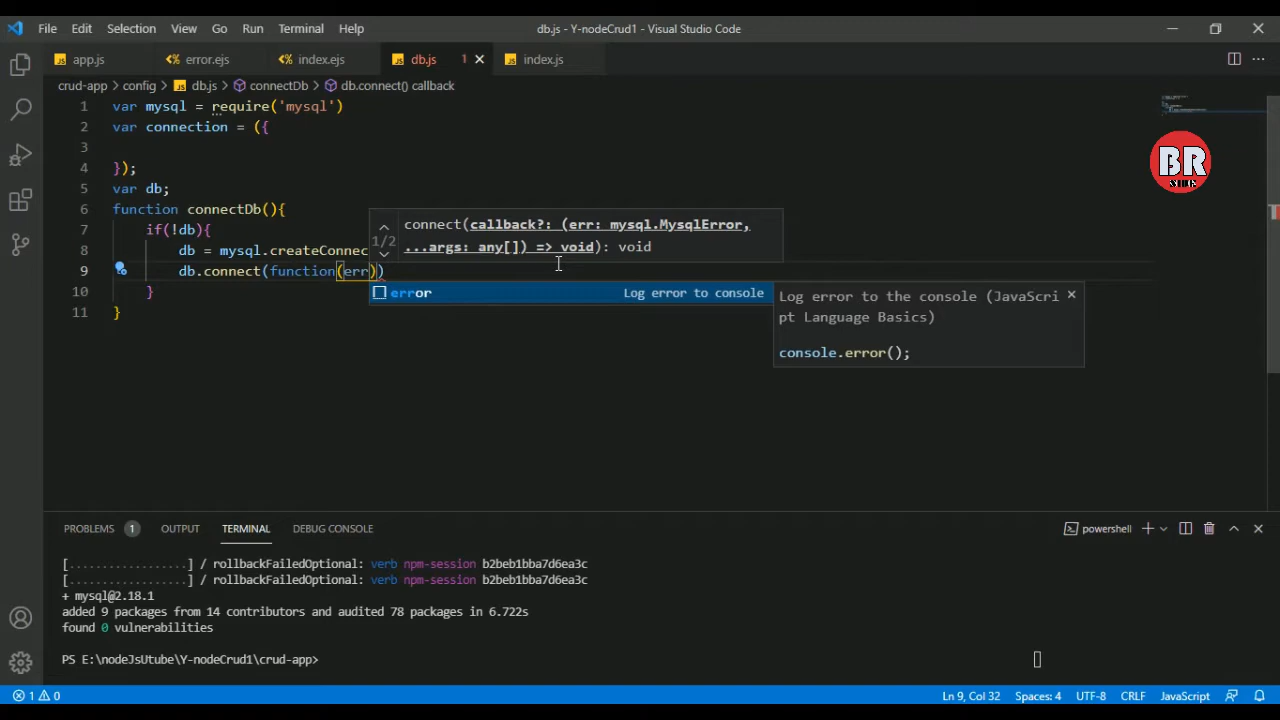 File Edit Selection View Go Run Terminal Help db.js - Y-nodeCrud1 - Visual Studio Code
app.js error.ejs index.ejs db.js 1 index.js
crud-app > config > db.js > connectDb > db.connect() callback
1 var mysql = require('mysql')
2 var connection = ({
3
4 });
5 var db;
6 function connectDb(){
7 if(!db){
8 db = mysql.createConnec
9 db.connect(function(err))
10 }
11 }
connect(callback?: (err: mysql.MysqlError,
1/2
...args: any[]) => void): void
error Log error to console
Log error to the console (JavaScri
pt Language Basics)
console.error();
BR
PROBLEMS 1 OUTPUT TERMINAL DEBUG CONSOLE powershell
[..................] / rollbackFailedOptional: verb npm-session b2beb1bba7d6ea3c
[..................] / rollbackFailedOptional: verb npm-session b2beb1bba7d6ea3c
+ mysql@2.18.1
added 9 packages from 14 contributors and audited 78 packages in 6.722s
found 0 vulnerabilities
PS E:\nodeJsUtube\Y-nodeCrud1\crud-app>
1 0 Ln 9, Col 32 Spaces: 4 UTF-8 CRLF JavaScript